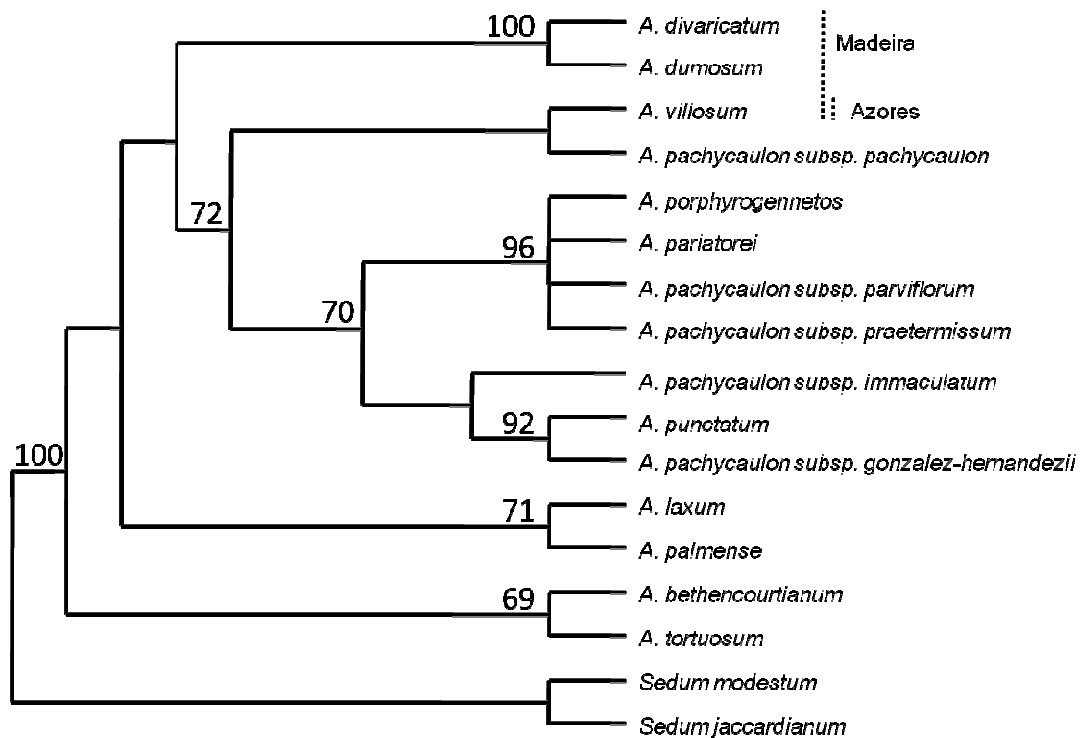 100
A. divaricatum
Madeira
A. dumosum
A. villosum
Azores
A. pachycaulon subsp. pachycaulon
72
A. porphyrogennetos
96
A. pariatorei
A. pachycaulon subsp. parviflorum
70
A. pachycaulon subsp. praetermissum
A. pachycaulon subsp. immaculatum
92
A. punctatum
A. pachycaulon subsp. gonzalez-hernandezii
100
71
A. laxum
A. palmense
69
A. bethencourtianum
A. tortuosum
Sedum modestum
Sedum jaccardianum